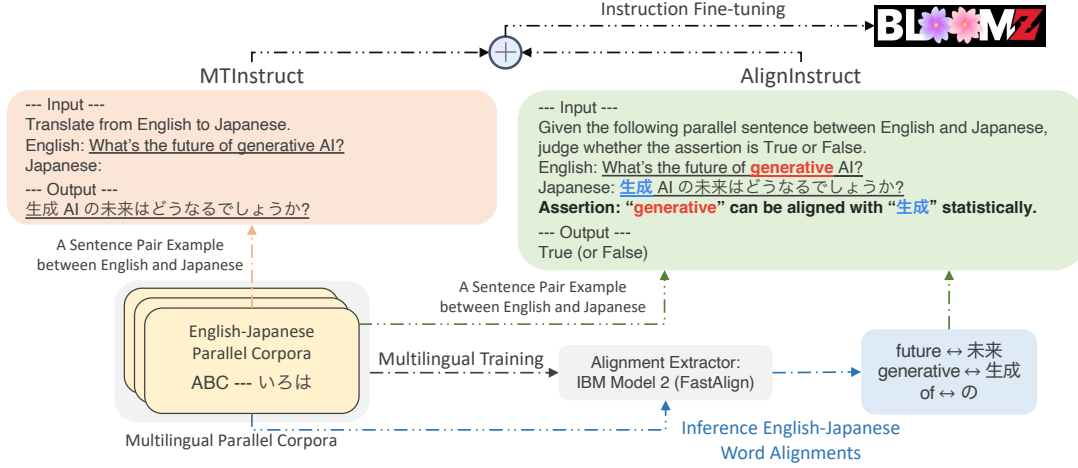 Instruction Fine-tuning
BLOOMZ
MTInstruct
AlignInstruct
--- Input ---
Translate from English to Japanese.
English: What's the future of generative AI?
Japanese:
--- Output ---
生成 AI の未来はどうなるでしょうか?
--- Input ---
Given the following parallel sentence between English and Japanese,
judge whether the assertion is True or False.
English: What's the future of generative AI?
Japanese: 生成 AI の未来はどうなるでしょうか?
Assertion: “generative” can be aligned with “生成” statistically.
--- Output ---
True (or False)
A Sentence Pair Example
between English and Japanese
A Sentence Pair Example
between English and Japanese
English-Japanese
Parallel Corpora
ABC --- いろは
Multilingual Parallel Corpora
Multilingual Training
Alignment Extractor:
IBM Model 2 (FastAlign)
future ↔ 未来
generative ↔ 生成
of ↔ の
Inference English-Japanese
Word Alignments